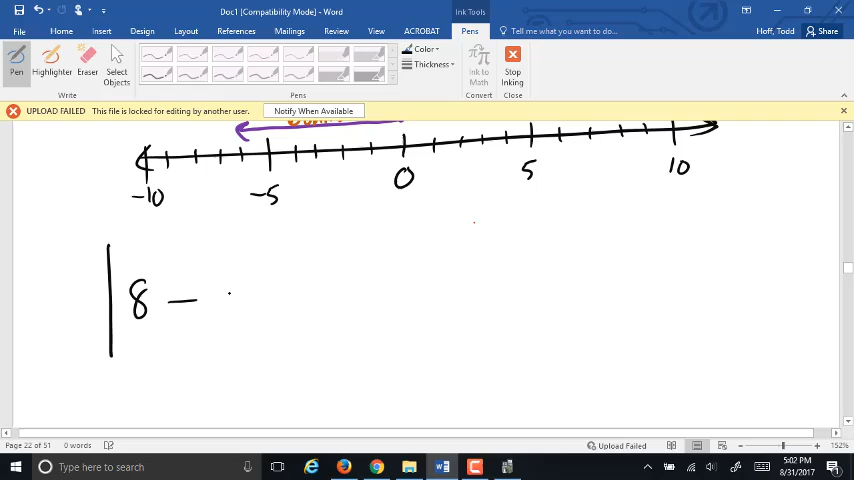 Doc1 [Compatibility Mode] - Word
Ink Tools
File Home Insert Design Layout References Mailings Review View ACROBAT Pens Tell me what you want to do... Hoff, Todd Share
Pen Highlighter Eraser Select Objects
Color
Thickness
Ink to Math
Stop Inking
Write Pens Convert Close
UPLOAD FAILED This file is locked for editing by another user. Notify When Available
-10 -5 0 5 10
| 8 —
Page 22 of 51 0 words Upload Failed 100%
Type here to search
5:02 PM
8/31/2017